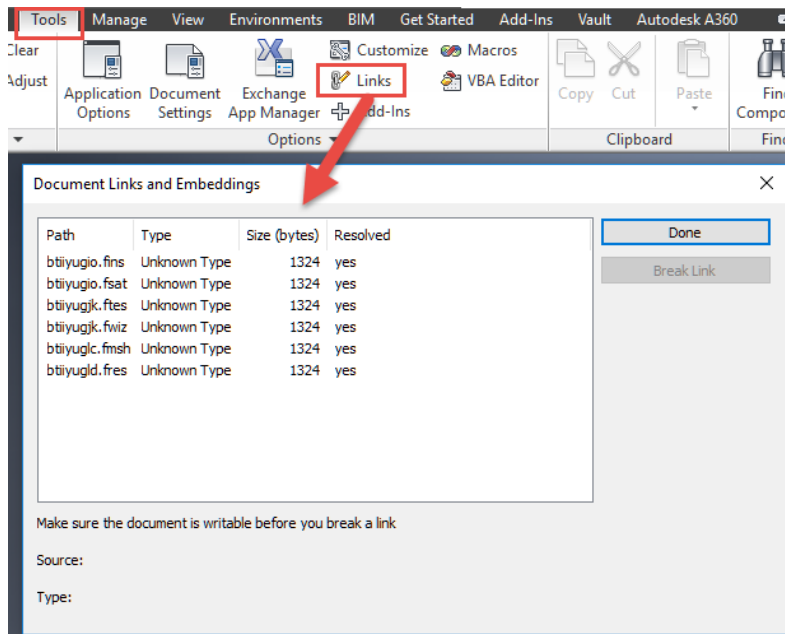 Tools Manage View Environments BIM Get Started Add-Ins Vault Autodesk A360
Clear Customize Macros
Adjust Application Options Document Settings Exchange App Manager Links VBA Editor Copy Cut Paste
Add-Ins
Options Clipboard
Document Links and Embeddings
Path Type Size (bytes) Resolved Done
btiiyugio.fins Unknown Type 1324 yes
btiiyugio.fsat Unknown Type 1324 yes Break Link
btiiyugjk.ftes Unknown Type 1324 yes
btiiyugjk.fwiz Unknown Type 1324 yes
btiiyuglc.fmsh Unknown Type 1324 yes
btiiyugld.fres Unknown Type 1324 yes
Make sure the document is writable before you break a link
Source:
Type: